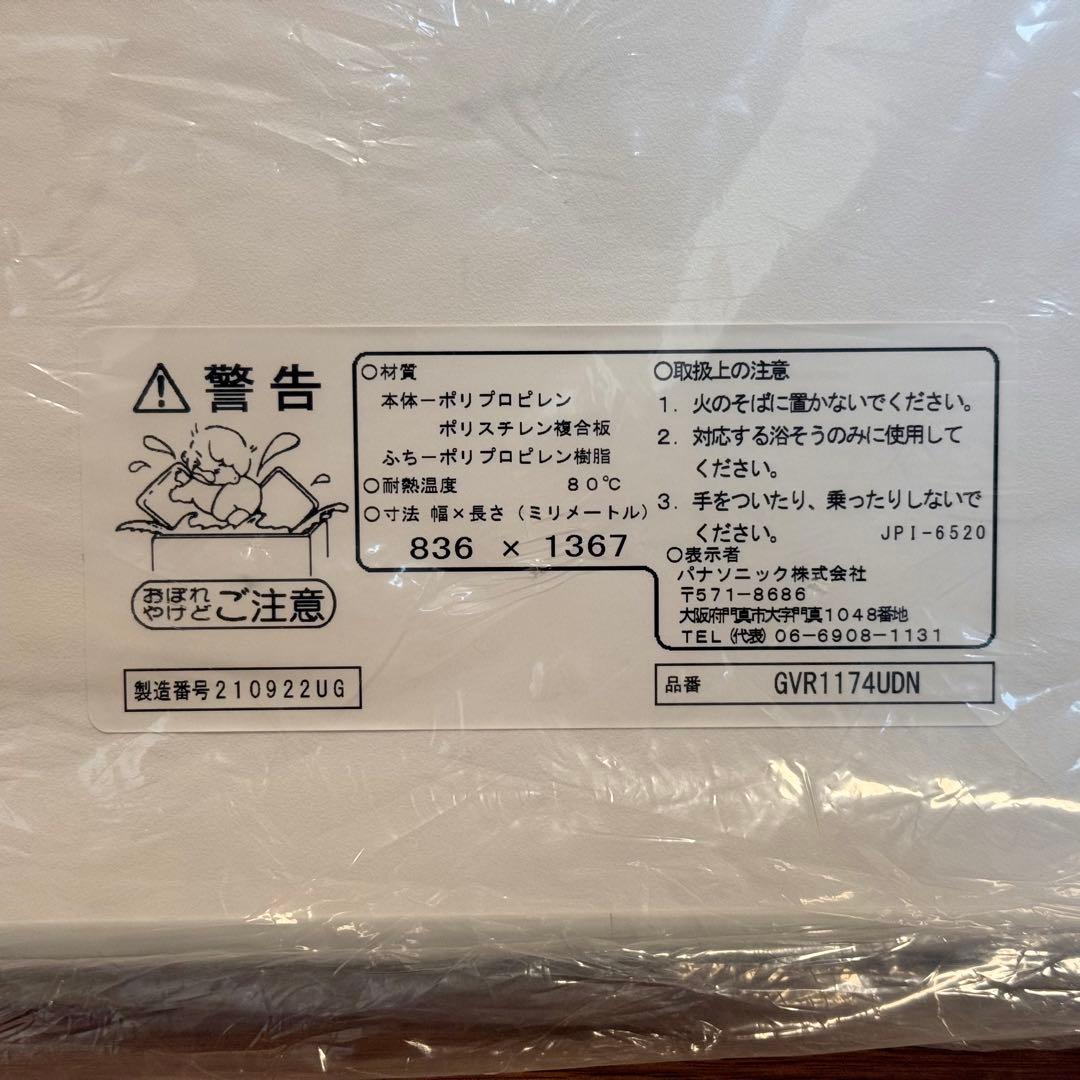 警告
おぼれ
やけど ご注意
製造番号210922UG
○材質
本体ーポリプロピレン
ポリスチレン複合板
ふちーポリプロピレン樹脂
○耐熱温度 80℃
○寸法 幅×長さ（ミリメートル）
836 × 1367
○取扱上の注意
1．火のそばに置かないでください。
2．対応する浴そうのみに使用して
ください。
3．手をついたり、乗ったりしないで
ください。 JPI-6520
○表示者
パナソニック株式会社
〒571-8686
大阪府門真市大字門真1048番地
TEL（代表）06-6908-1131
品番 GVR1174UDN